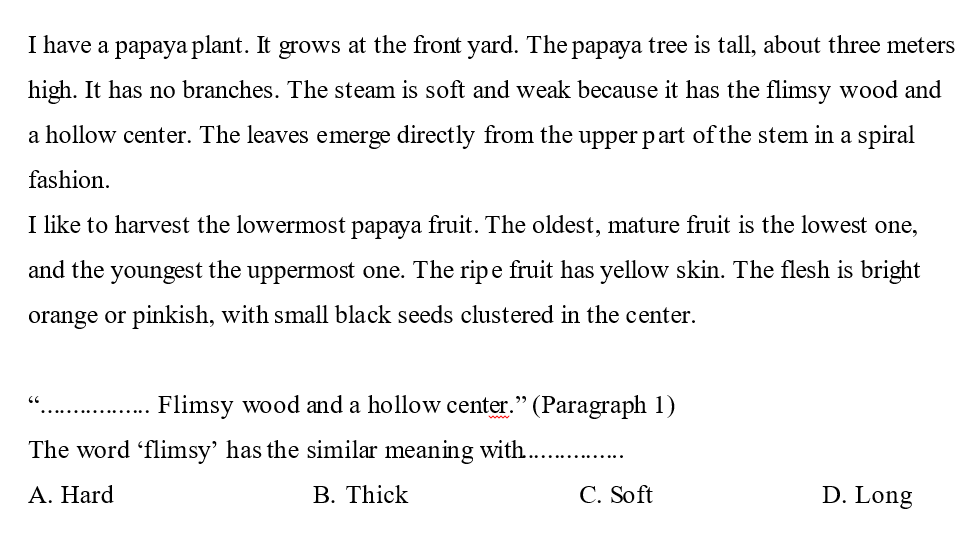 I have a papaya plant. It grows at the front yard. The papaya tree is tall, about three meters
high. It has no branches. The steam is soft and weak because it has the flimsy wood and
a hollow center. The leaves emerge directly from the upper part of the stem in a spiral
fashion.
I like to harvest the lowermost papaya fruit. The oldest, mature fruit is the lowest one,
and the youngest the uppermost one. The ripe fruit has yellow skin. The flesh is bright
orange or pinkish, with small black seeds clustered in the center.
“................. Flimsy wood and a hollow center.” (Paragraph 1)
The word ‘flimsy’ has the similar meaning with................
A. Hard B. Thick C. Soft D. Long